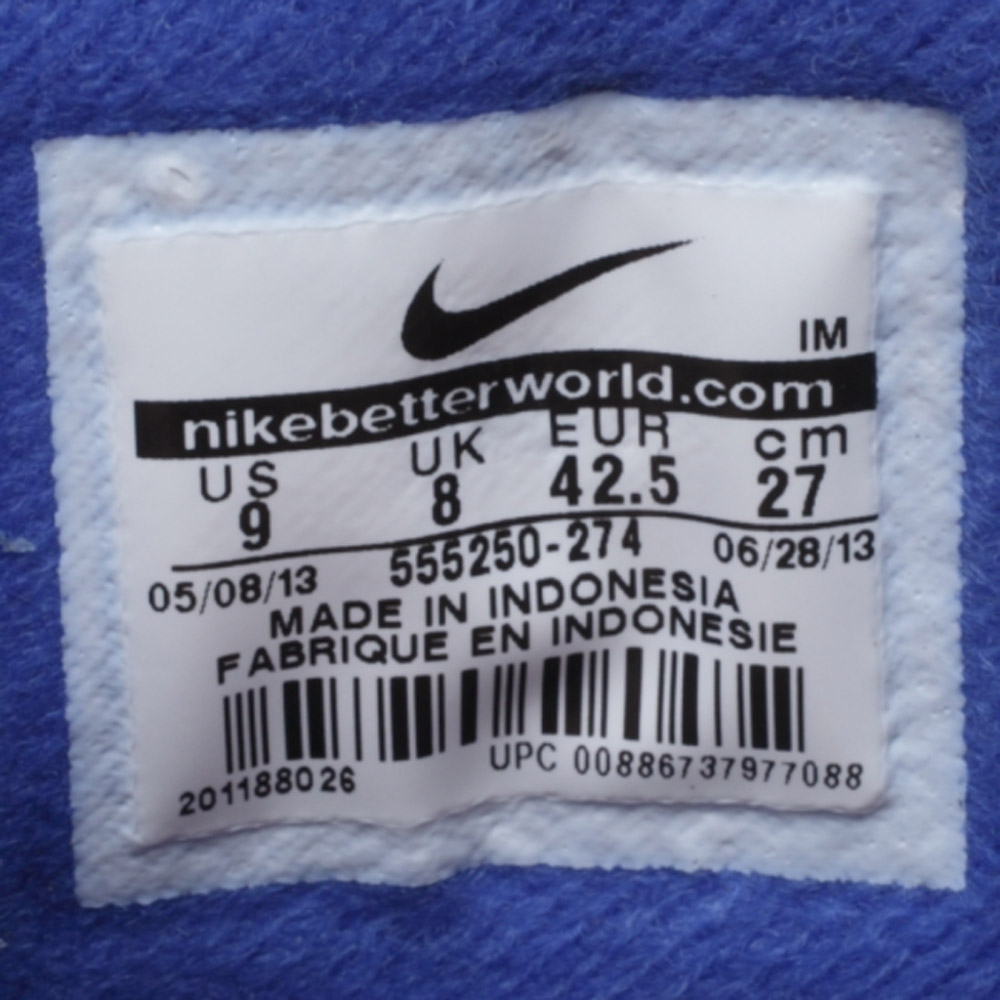 IM
nikebetterworld.com
US UK EUR cm
9 8 42.5 27
05/08/13 555250-274 06/28/13
MADE IN INDONESIA
FABRIQUE EN INDONESIE
201188026 UPC 00886737977088